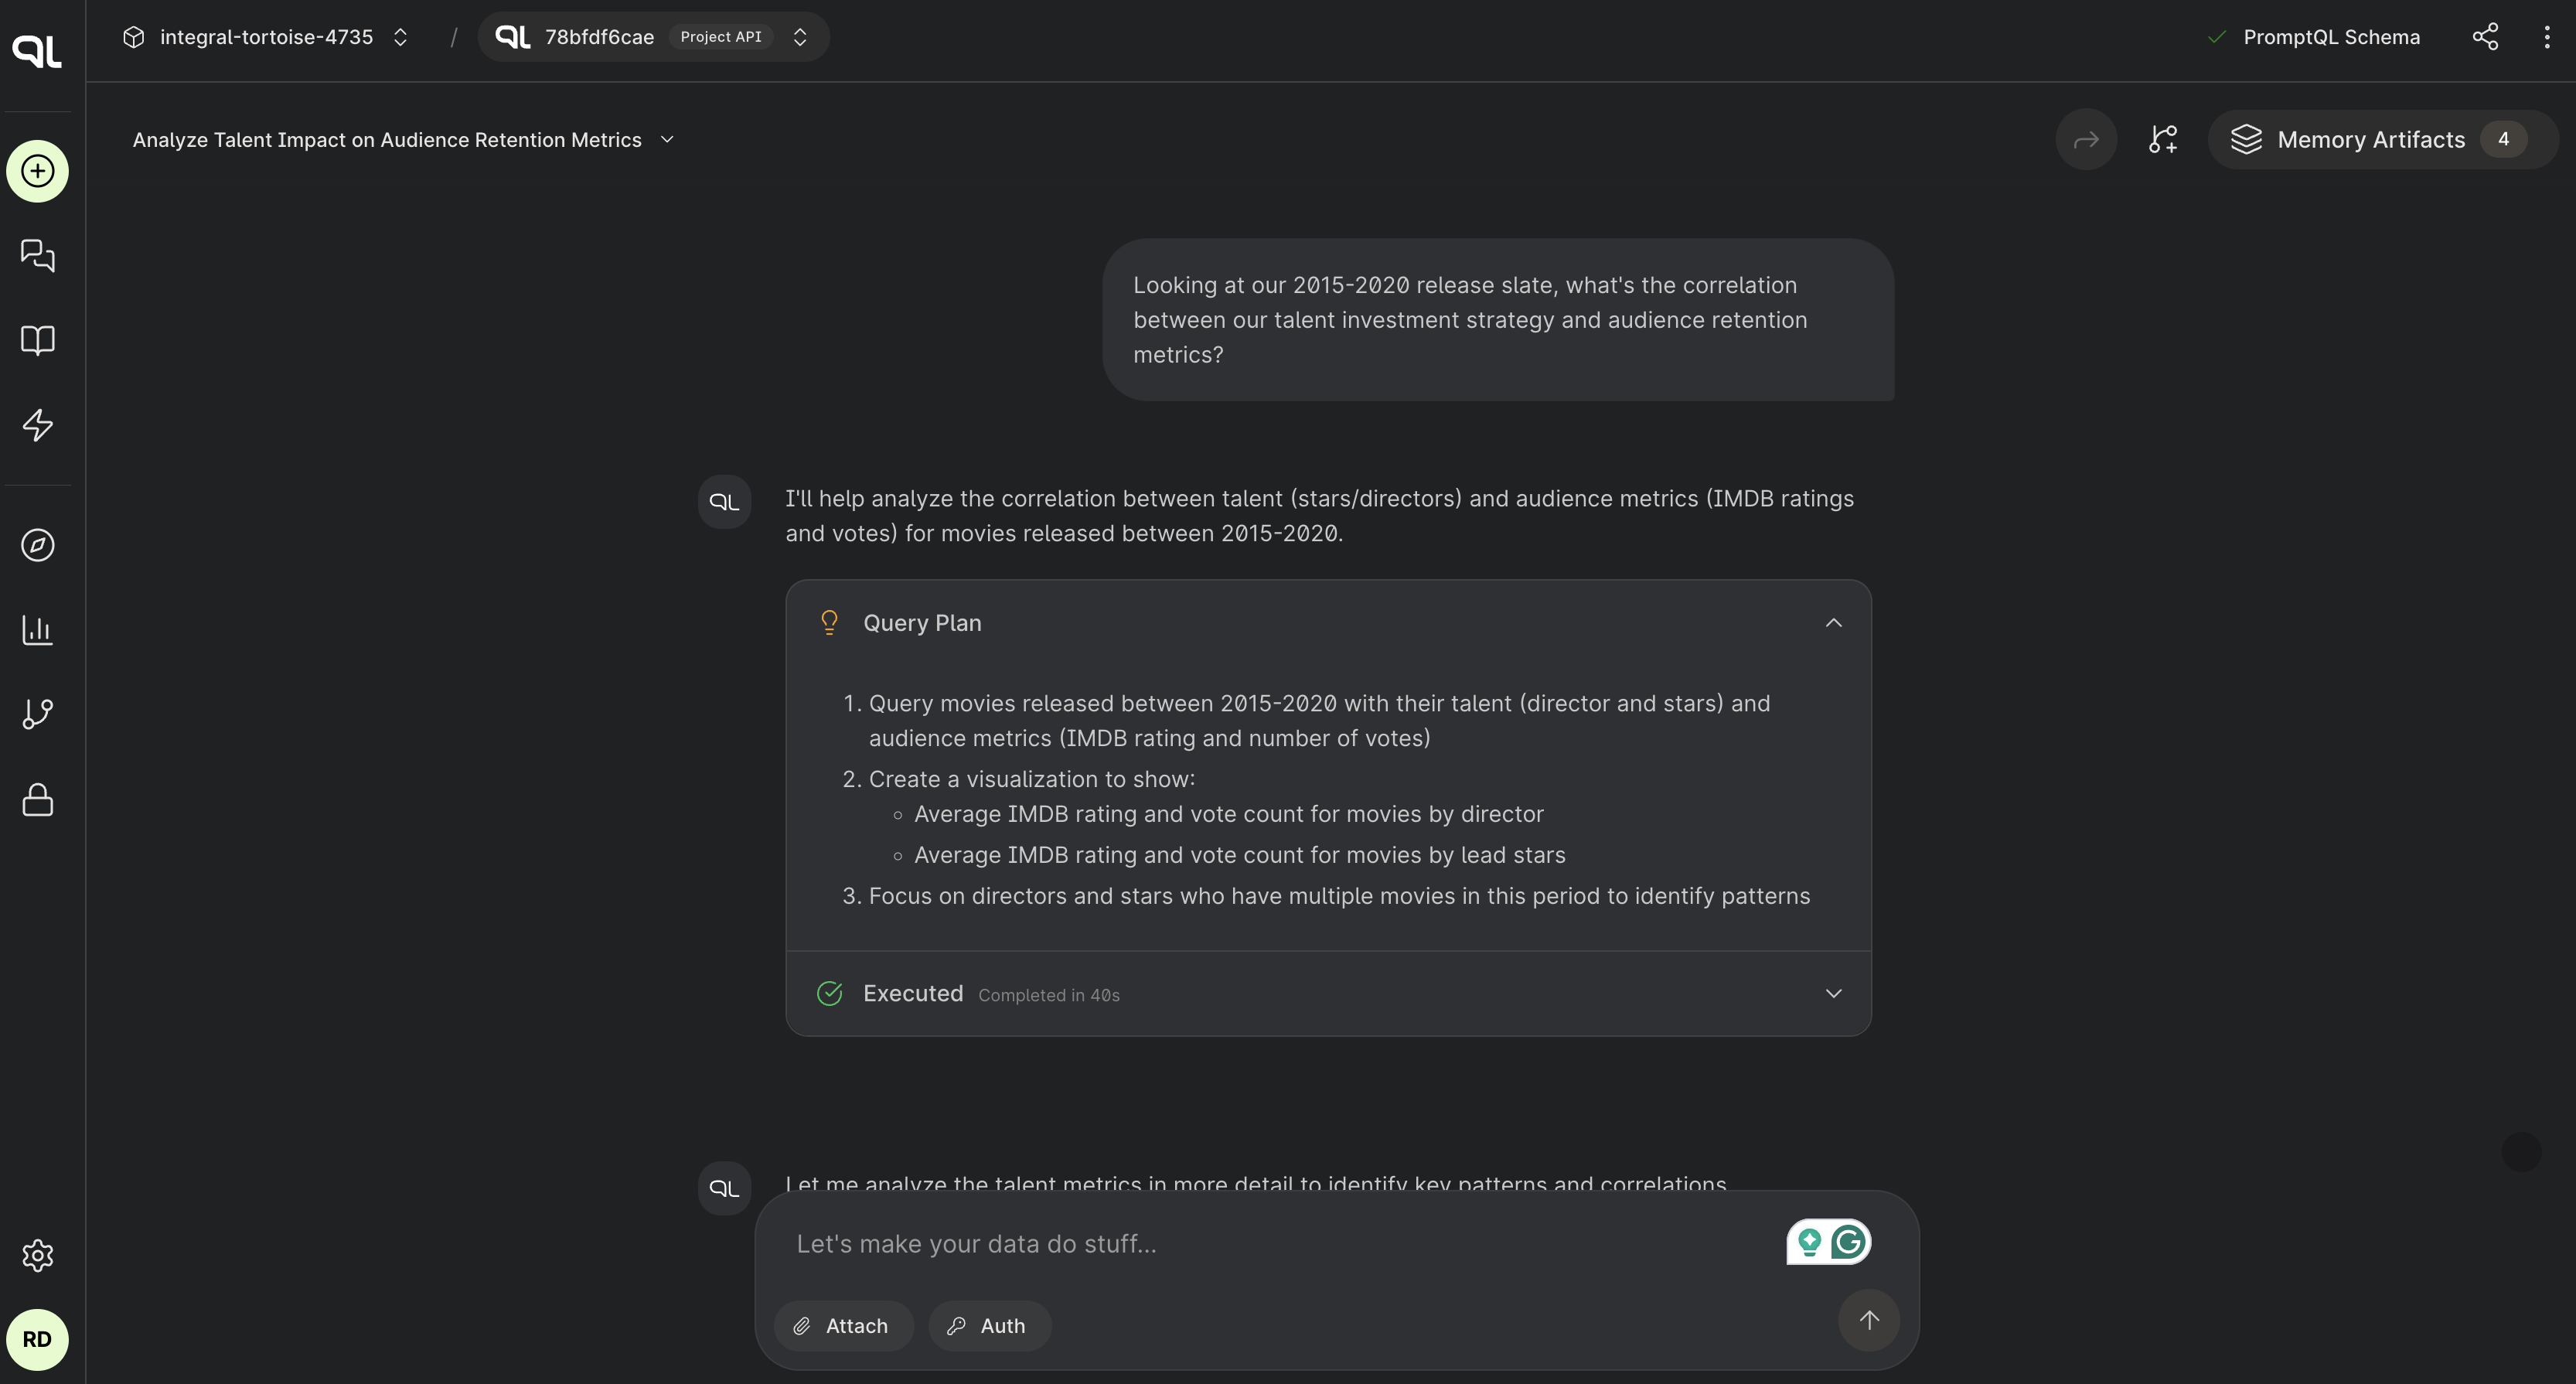 integral-tortoise-4735 / QL 78bfdf6cae Project API
PromptQL Schema
QL
Analyze Talent Impact on Audience Retention Metrics
Memory Artifacts 4
Looking at our 2015-2020 release slate, what's the correlation
between our talent investment strategy and audience retention
metrics?
QL
I'll help analyze the correlation between talent (stars/directors) and audience metrics (IMDB ratings
and votes) for movies released between 2015-2020.
Query Plan
1. Query movies released between 2015-2020 with their talent (director and stars) and
audience metrics (IMDB rating and number of votes)
2. Create a visualization to show:
○ Average IMDB rating and vote count for movies by director
○ Average IMDB rating and vote count for movies by lead stars
3. Focus on directors and stars who have multiple movies in this period to identify patterns
Executed Completed in 40s
QL
Let me analyze the talent metrics in more detail to identify key patterns and correlations
Let's make your data do stuff...
G
Attach
Auth
RD